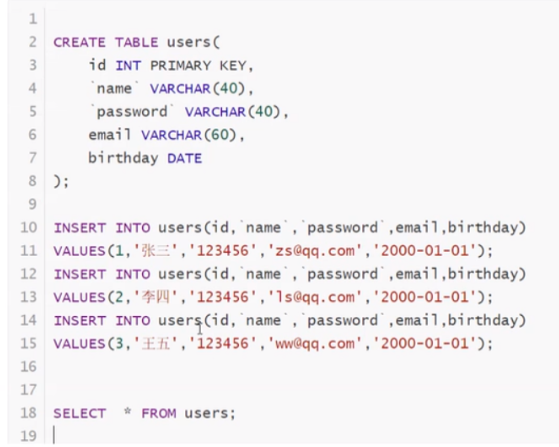 1
2 CREATE TABLE users(
3 id INT PRIMARY KEY,
4 `name` VARCHAR(40),
5 `password` VARCHAR(40),
6 email VARCHAR(60),
7 birthday DATE
8 );
9
10 INSERT INTO users(id,`name`,`password`,email,birthday)
11 VALUES(1,'张三','123456','zs@qq.com','2000-01-01');
12 INSERT INTO users(id,`name`,`password`,email,birthday)
13 VALUES(2,'李四','123456','ls@qq.com','2000-01-01');
14 INSERT INTO users(id,`name`,`password`,email,birthday)
15 VALUES(3,'王五','123456','ww@qq.com','2000-01-01');
16
17
18 SELECT * FROM users;
19